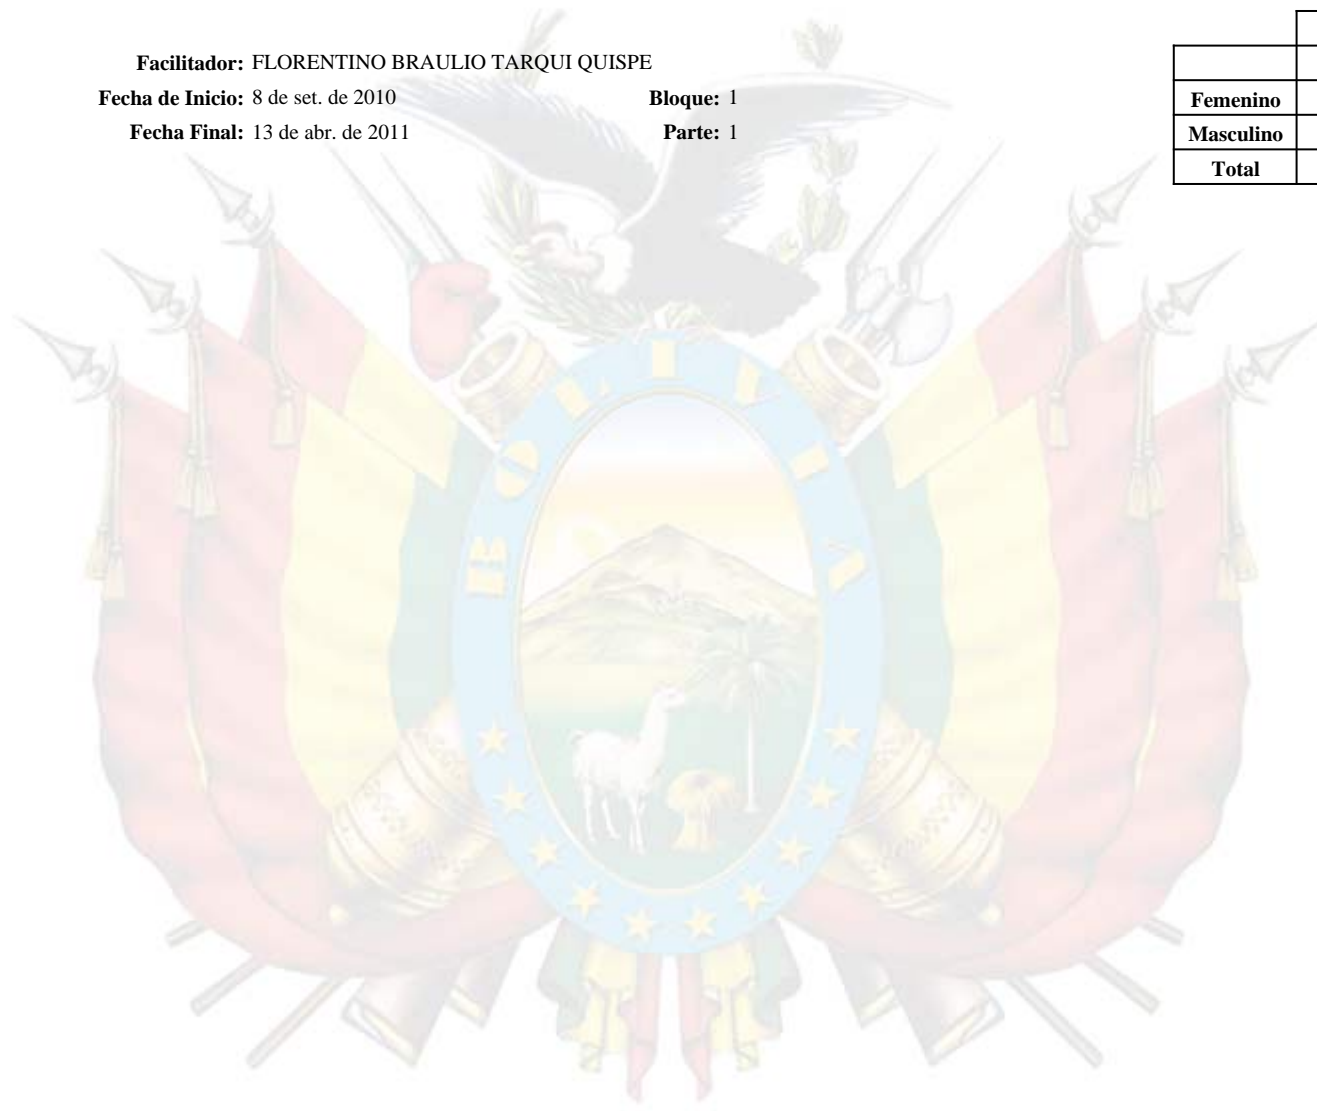 Facilitador: FLORENTINO BRAULIO TARQUI QUISPE
Fecha de Inicio: 8 de set. de 2010 Bloque: 1
Fecha Final: 13 de abr. de 2011 Parte: 1
Femenino
Masculino
Total
BOLIVIA